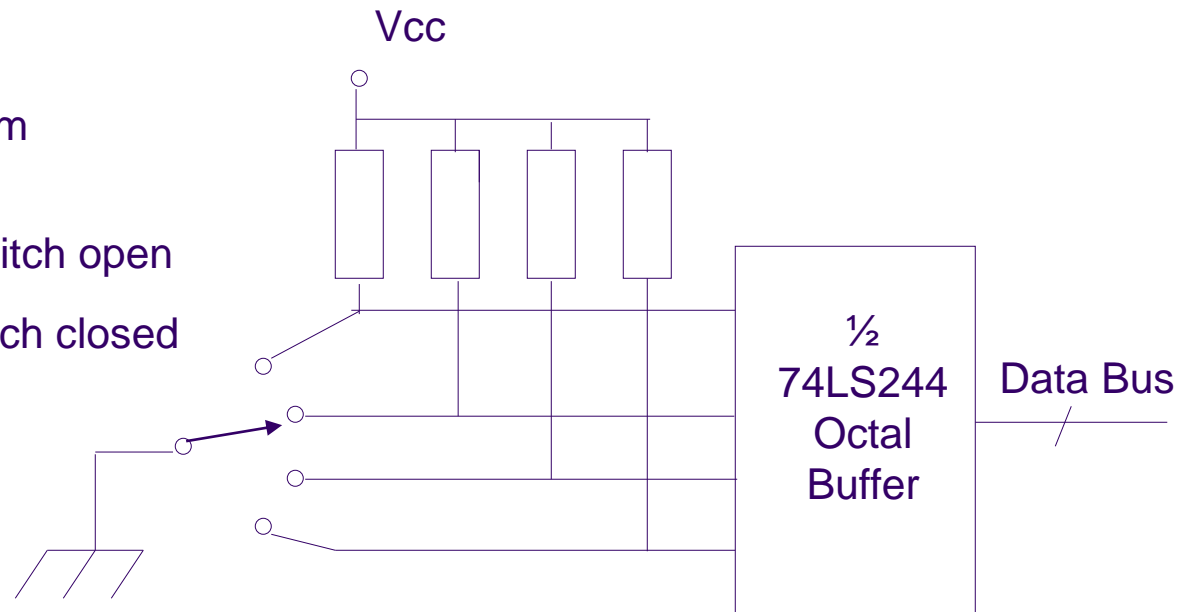 Vcc
m
itch open
ch closed
½
74LS244
Octal
Buffer
Data Bus